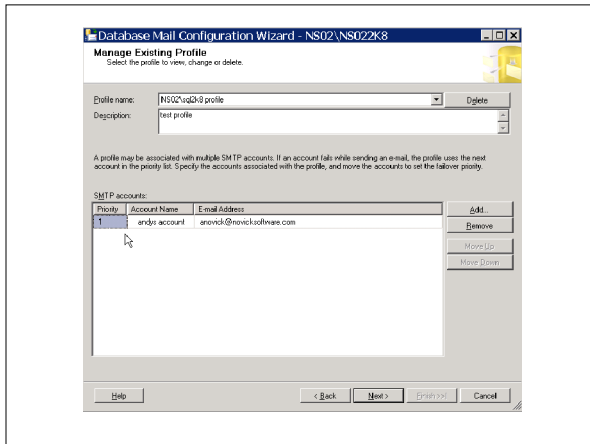 Database Mail Configuration Wizard - NS02\NS022K8
Manage Existing Profile
Select the profile to view, change or delete.
Profile name:
NS02\sql2k8 profile
Delete
Description:
test profile
A profile may be associated with multiple SMTP accounts. If an account fails while sending an e-mail, the profile uses the next
account in the priority list. Specify the accounts associated with the profile, and move the accounts to set the failover priority.
SMTP accounts:
Priority Account Name E-mail Address
1 andys account anovick@novicksoftware.com
Add...
Remove
Move Up
Move Down
Help
< Back
Next >
Finish >>|
Cancel